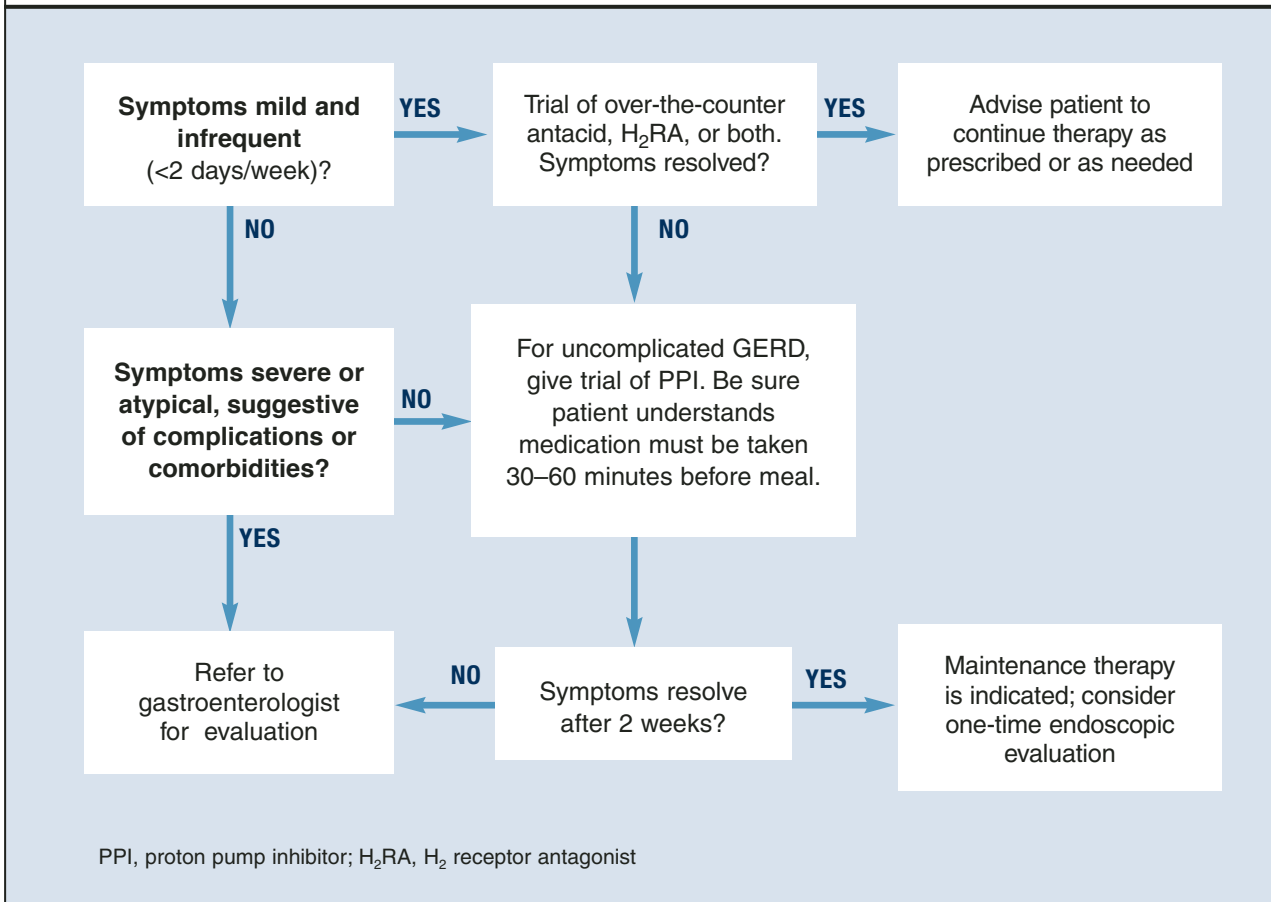 Symptoms mild and
infrequent
(<2 days/week)?
YES
Trial of over-the-counter
antacid, H₂RA, or both.
Symptoms resolved?
YES
Advise patient to
continue therapy as
prescribed or as needed
NO
NO
Symptoms severe or
atypical, suggestive
of complications or
comorbidities?
NO
For uncomplicated GERD,
give trial of PPI. Be sure
patient understands
medication must be taken
30–60 minutes before meal.
YES
Refer to
gastroenterologist
for evaluation
NO
Symptoms resolve
after 2 weeks?
YES
Maintenance therapy
is indicated; consider
one-time endoscopic
evaluation
PPI, proton pump inhibitor; H₂RA, H₂ receptor antagonist